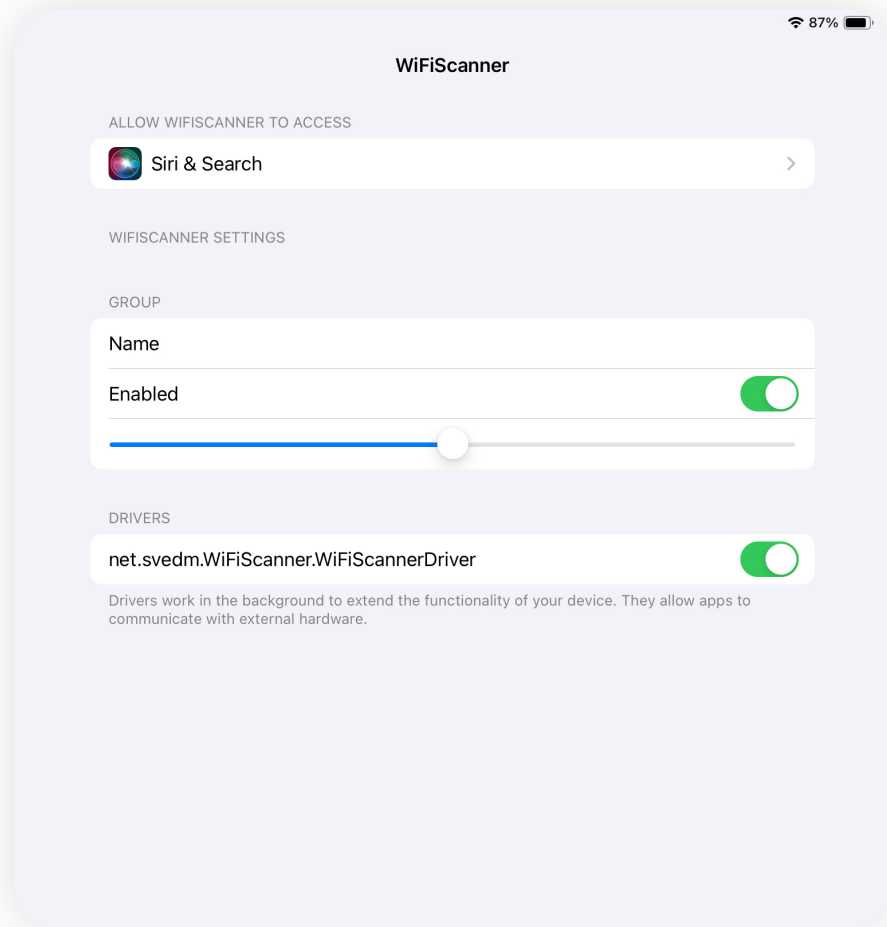 87%
WiFiScanner
ALLOW WIFISCANNER TO ACCESS
Siri & Search
WIFISCANNER SETTINGS
GROUP
Name
Enabled
DRIVERS
net.svedm.WiFiScanner.WiFiScannerDriver
Drivers work in the background to extend the functionality of your device. They allow apps to
communicate with external hardware.